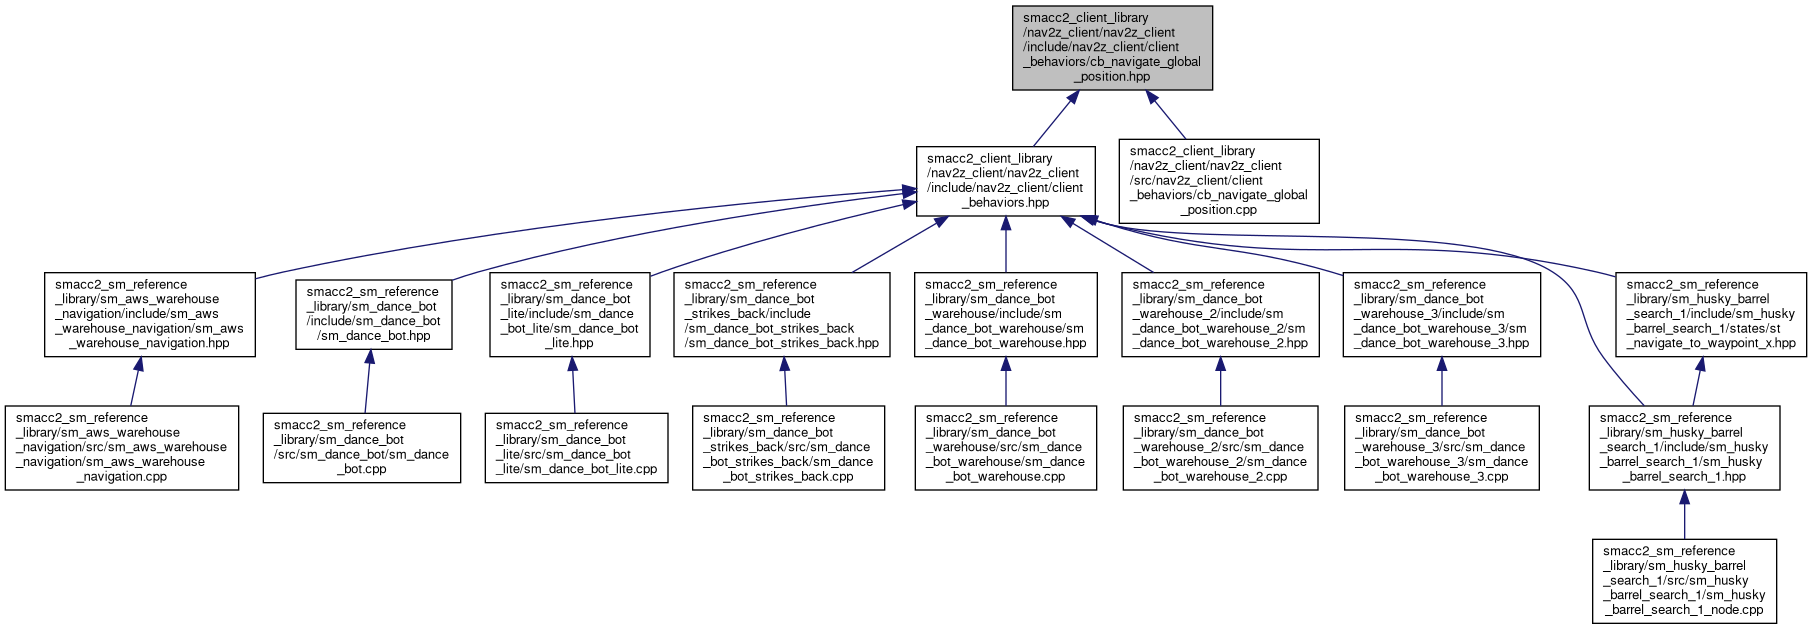 smacc2_client_library
/nav2z_client/nav2z_client
/include/nav2z_client/client
_behaviors/cb_navigate_global
_position.hpp
smacc2_client_library
/nav2z_client/nav2z_client
/include/nav2z_client/client
_behaviors.hpp
smacc2_client_library
/nav2z_client/nav2z_client
/src/nav2z_client/client
_behaviors/cb_navigate_global
_position.cpp
smacc2_sm_reference
_library/sm_aws_warehouse
_navigation/include/sm_aws
_warehouse_navigation/sm_aws
_warehouse_navigation.hpp
smacc2_sm_reference
_library/sm_dance_bot
/include/sm_dance_bot
/sm_dance_bot.hpp
smacc2_sm_reference
_library/sm_dance_bot
_lite/include/sm_dance
_bot_lite/sm_dance_bot
_lite.hpp
smacc2_sm_reference
_library/sm_dance_bot
_strikes_back/include
/sm_dance_bot_strikes_back
/sm_dance_bot_strikes_back.hpp
smacc2_sm_reference
_library/sm_dance_bot
_warehouse/include/sm
_dance_bot_warehouse/sm
_dance_bot_warehouse.hpp
smacc2_sm_reference
_library/sm_dance_bot
_warehouse_2/include/sm
_dance_bot_warehouse_2/sm
_dance_bot_warehouse_2.hpp
smacc2_sm_reference
_library/sm_dance_bot
_warehouse_3/include/sm
_dance_bot_warehouse_3/sm
_dance_bot_warehouse_3.hpp
smacc2_sm_reference
_library/sm_husky_barrel
_search_1/include/sm_husky
_barrel_search_1/states/st
_navigate_to_waypoint_x.hpp
smacc2_sm_reference
_library/sm_aws_warehouse
_navigation/src/sm_aws_warehouse
_navigation/sm_aws_warehouse
_navigation.cpp
smacc2_sm_reference
_library/sm_dance_bot
/src/sm_dance_bot/sm_dance
_bot.cpp
smacc2_sm_reference
_library/sm_dance_bot
_lite/src/sm_dance_bot
_lite/sm_dance_bot_lite.cpp
smacc2_sm_reference
_library/sm_dance_bot
_strikes_back/src/sm_dance
_bot_strikes_back/sm_dance
_bot_strikes_back.cpp
smacc2_sm_reference
_library/sm_dance_bot
_warehouse/src/sm_dance
_bot_warehouse/sm_dance
_bot_warehouse.cpp
smacc2_sm_reference
_library/sm_dance_bot
_warehouse_2/src/sm_dance
_bot_warehouse_2/sm_dance
_bot_warehouse_2.cpp
smacc2_sm_reference
_library/sm_dance_bot
_warehouse_3/src/sm_dance
_bot_warehouse_3/sm_dance
_bot_warehouse_3.cpp
smacc2_sm_reference
_library/sm_husky_barrel
_search_1/include/sm_husky
_barrel_search_1/sm_husky
_barrel_search_1.hpp
smacc2_sm_reference
_library/sm_husky_barrel
_search_1/src/sm_husky
_barrel_search_1/sm_husky
_barrel_search_1_node.cpp